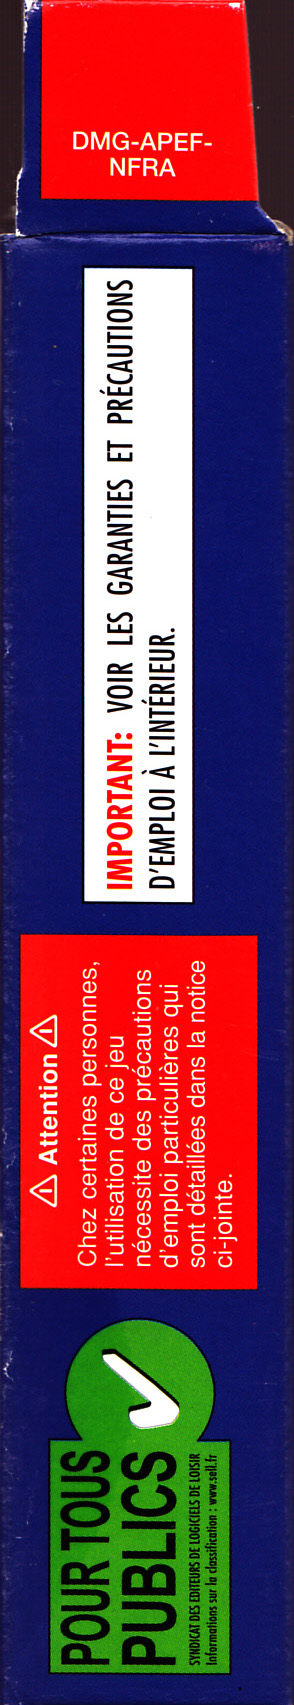 DMG-APEF-
NFRA
IMPORTANT: VOIR LES GARANTIES ET PRÉCAUTIONS
D'EMPLOI À L'INTÉRIEUR.
⚠ Attention ⚠
Chez certaines personnes,
l'utilisation de ce jeu
nécessite des précautions
d'emploi particulières qui
sont détaillées dans la notice
ci-jointe.
POUR TOUS
PUBLICS
SYNDICAT DES EDITEURS DE LOGICIELS DE LOISIR
Informations sur la classification : www.sell.fr